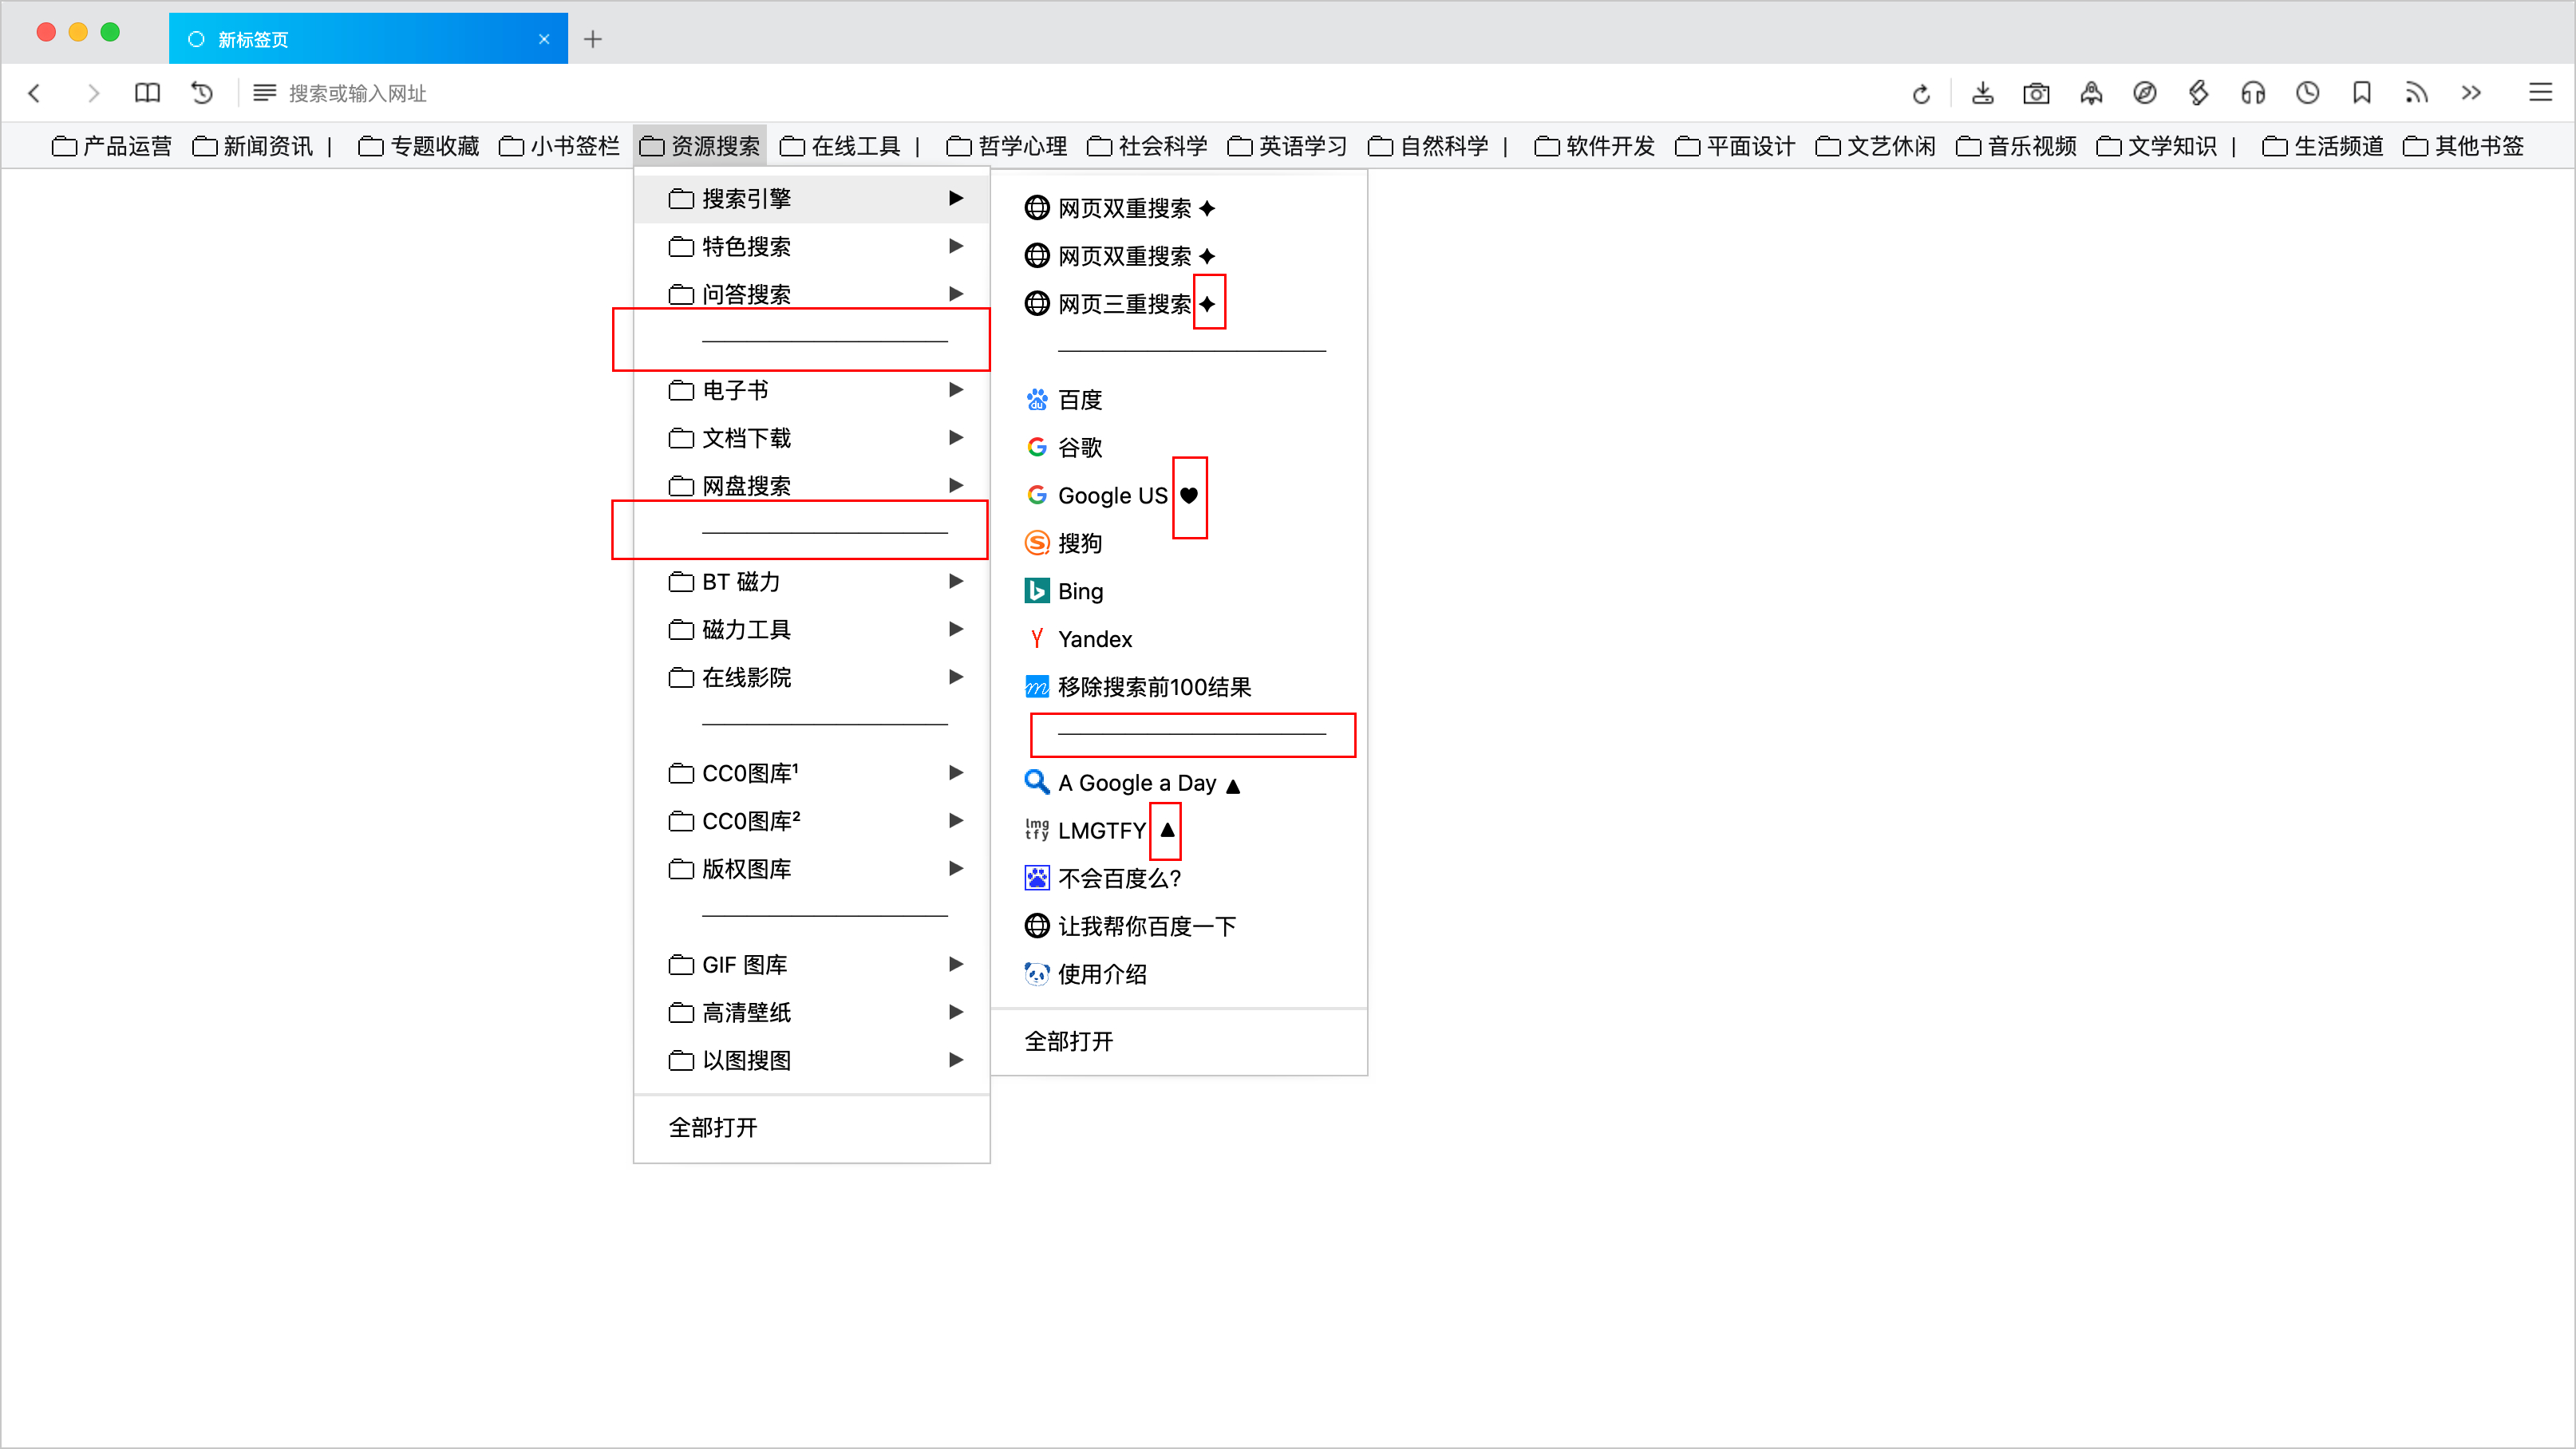 新标签页
搜索或输入网址
产品运营 新闻资讯 | 专题收藏 小书签栏 资源搜索 在线工具 | 哲学心理 社会科学 英语学习 自然科学 | 软件开发 平面设计 文艺休闲 音乐视频 文学知识 | 生活频道 其他书签
搜索引擎
特色搜索
问答搜索
电子书
文档下载
网盘搜索
BT 磁力
磁力工具
在线影院
CC0图库¹
CC0图库²
版权图库
GIF 图库
高清壁纸
以图搜图
全部打开
网页双重搜索 ✦
网页双重搜索 ✦
网页三重搜索 ✦
du 百度
谷歌
Google US ♥
搜狗
Bing
Yandex
移除搜索前100结果
A Google a Day ▲
lmg
tfy LMGTFY ▲
不会百度么?
让我帮你百度一下
使用介绍
全部打开